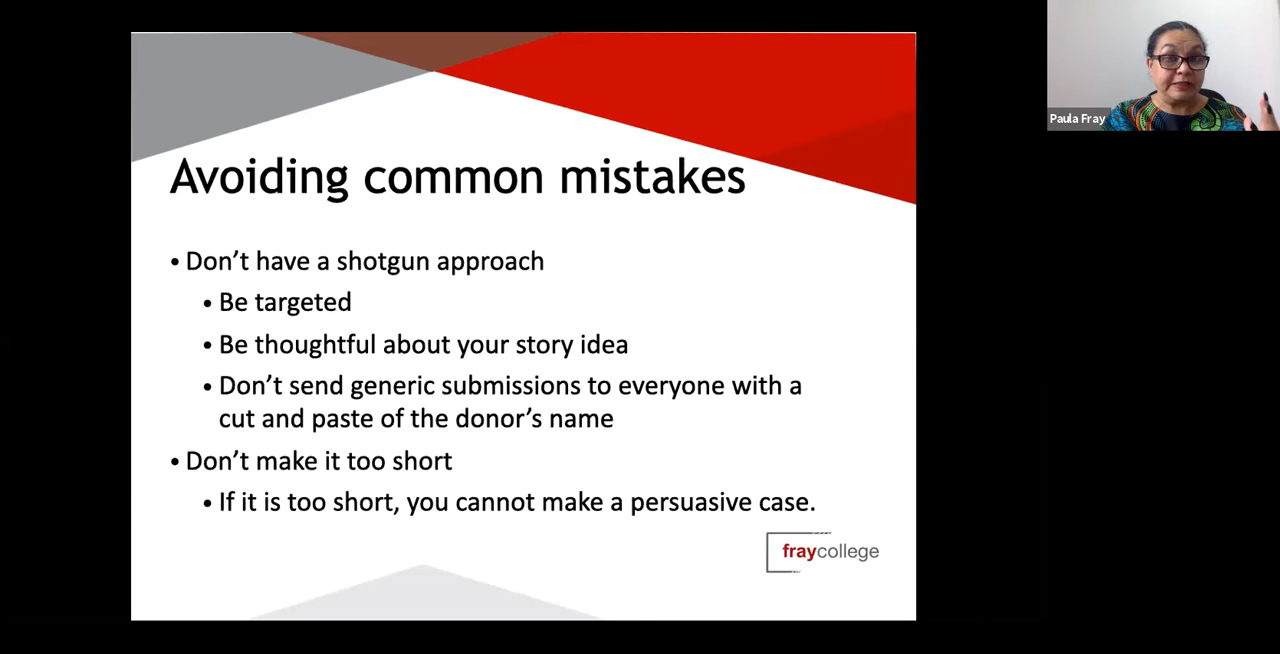 Avoiding common mistakes
• Don’t have a shotgun approach
• Be targeted
• Be thoughtful about your story idea
• Don’t send generic submissions to everyone with a
cut and paste of the donor’s name
• Don’t make it too short
• If it is too short, you cannot make a persuasive case.
fraycollege
Paula Fray